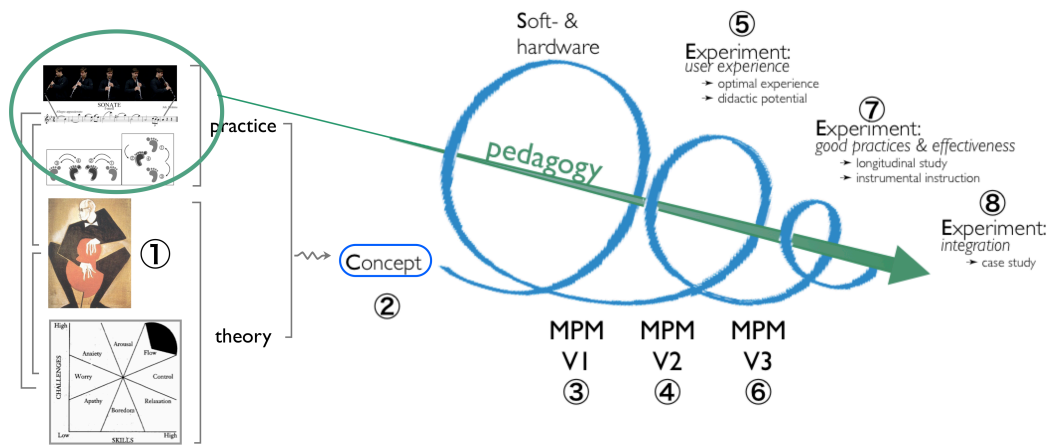 SONATE
practice
①
theory
High
Arousal
Flow
Anxiety
CHALLENGES
Worry
Control
Apathy
Relaxation
Boredom
Low
High
SKILLS
Concept
②
Soft- &
hardware
pedagogy
MPM
V1
③
MPM
V2
④
MPM
V3
⑥
⑤
Experiment:
user experience
➔ optimal experience
➔ didactic potential
⑦
Experiment:
good practices & effectiveness
➔ longitudinal study
➔ instrumental instruction
⑧
Experiment:
integration
➔ case study